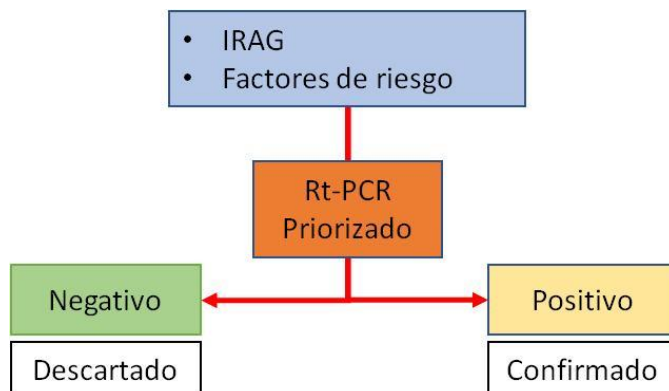 • IRAG
• Factores de riesgo
Rt-PCR
Priorizado
Negativo
Positivo
Descartado
Confirmado